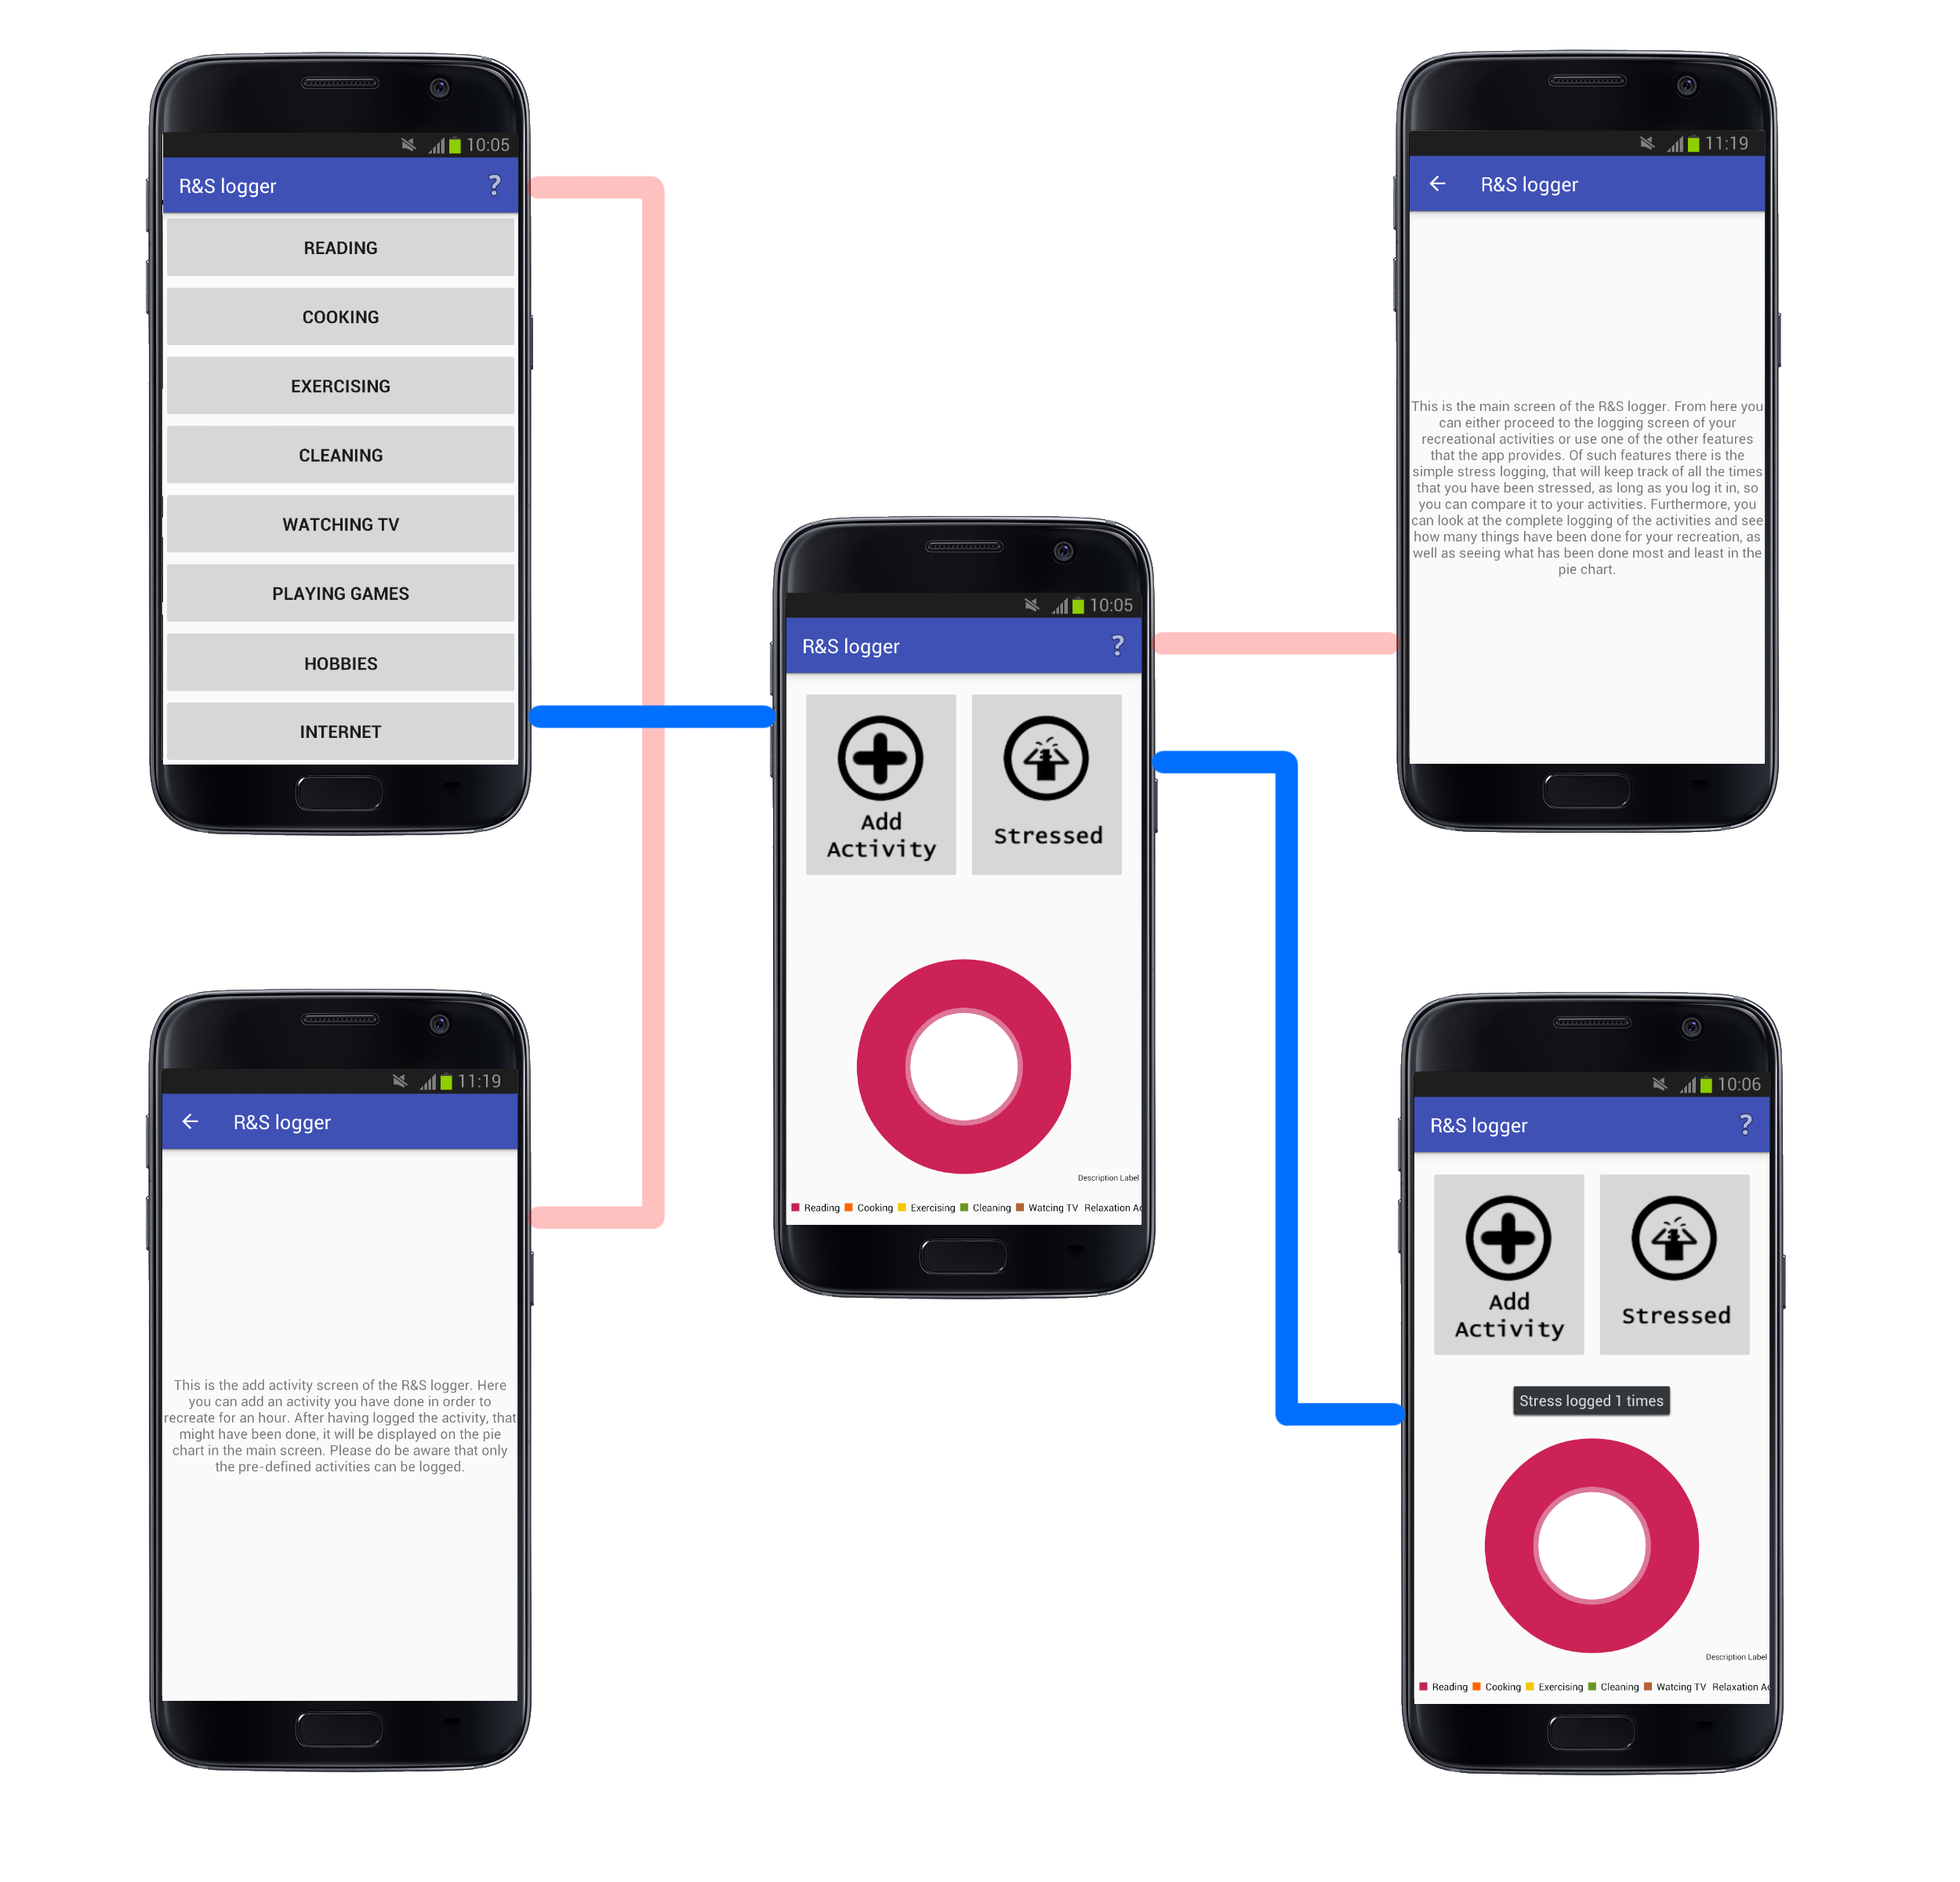 10:05
R&S logger ?
READING
COOKING
EXERCISING
CLEANING
WATCHING TV
PLAYING GAMES
HOBBIES
INTERNET
11:19
R&S logger
This is the main screen of the R&S logger. From here you
can either proceed to the logging screen of your
recreational activities or use one of the other features
that the app provides. Of such features there is the
simple stress logging, that will keep track of all the times
that you have been stressed, as long as you log it in, so
you can compare it to your activities. Furthermore, you
can look at the complete logging of the activities and see
how many things have been done for your recreation, as
well as seeing what has been done most and least in the
pie chart.
10:05
R&S logger ?
Add
Activity
Stressed
Description Label
Reading Cooking Exercising Cleaning Watcing TV Relaxation Ac
11:19
R&S logger
This is the add activity screen of the R&S logger. Here
you can add an activity you have done in order to
recreate for an hour. After having logged the activity, that
might have been done, it will be displayed on the pie
chart in the main screen. Please do be aware that only
the pre-defined activities can be logged.
10:06
R&S logger ?
Add
Activity
Stressed
Stress logged 1 times
Description Label
Reading Cooking Exercising Cleaning Watcing TV Relaxation Ac